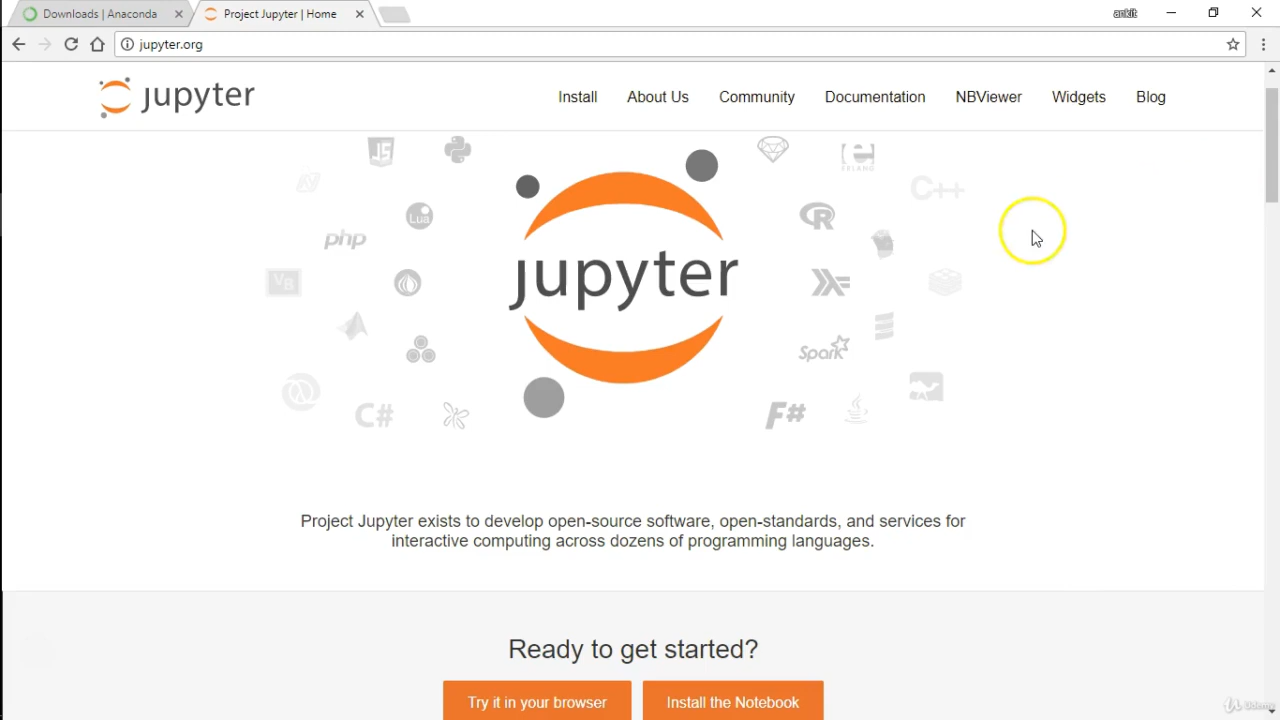 Downloads | Anaconda
Project Jupyter | Home
ankit
jupyter.org
jupyter
Install
About Us
Community
Documentation
NBViewer
Widgets
Blog
JS
ERLANG
C++
Lua
php
R
VB
jupyter
Spark
C#
F#
Project Jupyter exists to develop open-source software, open-standards, and services for
interactive computing across dozens of programming languages.
Ready to get started?
Try it in your browser
Install the Notebook
Udemy